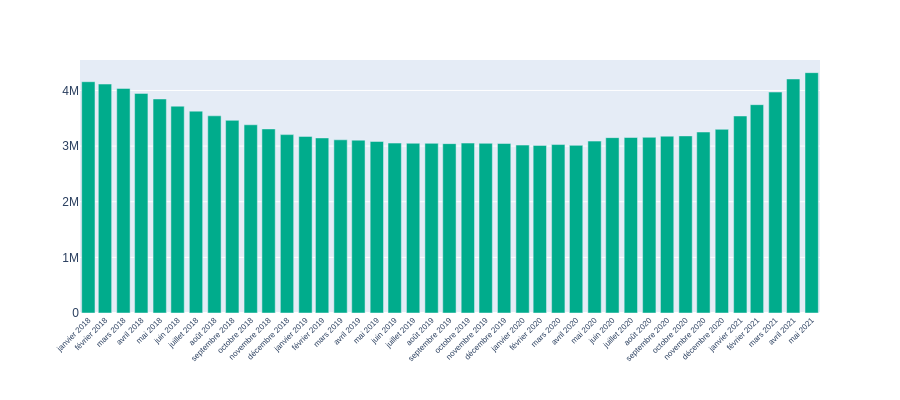 4M
3M
2M
1M
0
janvier 2018
février 2018
mars 2018
avril 2018
mai 2018
juin 2018
juillet 2018
août 2018
septembre 2018
octobre 2018
novembre 2018
décembre 2018
janvier 2019
février 2019
mars 2019
avril 2019
mai 2019
juin 2019
juillet 2019
août 2019
septembre 2019
octobre 2019
novembre 2019
décembre 2019
janvier 2020
février 2020
mars 2020
avril 2020
mai 2020
juin 2020
juillet 2020
août 2020
septembre 2020
octobre 2020
novembre 2020
décembre 2020
janvier 2021
février 2021
mars 2021
avril 2021
mai 2021